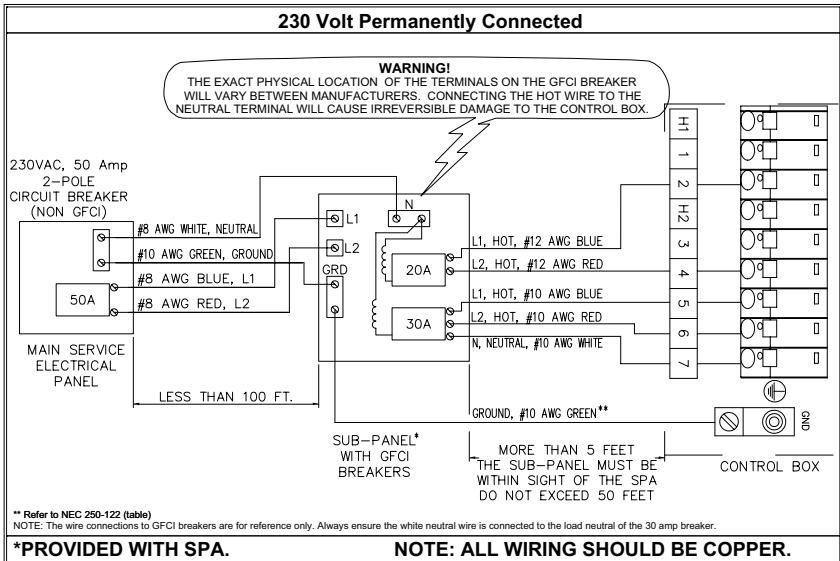 230 Volt Permanently Connected
WARNING!
THE EXACT PHYSICAL LOCATION OF THE TERMINALS ON THE GFCI BREAKER
WILL VARY BETWEEN MANUFACTURERS. CONNECTING THE HOT WIRE TO THE
NEUTRAL TERMINAL WILL CAUSE IRREVERSIBLE DAMAGE TO THE CONTROL BOX.
230VAC, 50 Amp
2-POLE
CIRCUIT BREAKER
(NON GFCI)
#8 AWG WHITE, NEUTRAL
#10 AWG GREEN, GROUND
#8 AWG BLUE, L1
#8 AWG RED, L2
50A
MAIN SERVICE
ELECTRICAL
PANEL
LESS THAN 100 FT.
N
L1
L2
GRD
20A
30A
SUB-PANEL*
WITH GFCI
BREAKERS
L1, HOT, #12 AWG BLUE
L2, HOT, #12 AWG RED
L1, HOT, #10 AWG BLUE
L2, HOT, #10 AWG RED
N, NEUTRAL, #10 AWG WHITE
GROUND, #10 AWG GREEN**
MORE THAN 5 FEET
THE SUB-PANEL MUST BE
WITHIN SIGHT OF THE SPA
DO NOT EXCEED 50 FEET
H1
1
2
H2
3
4
5
6
7
GND
CONTROL BOX
** Refer to NEC 250-122 (table)
NOTE: The wire connections to GFCI breakers are for reference only. Always ensure the white neutral wire is connected to the load neutral of the 30 amp breaker.
*PROVIDED WITH SPA.
NOTE: ALL WIRING SHOULD BE COPPER.